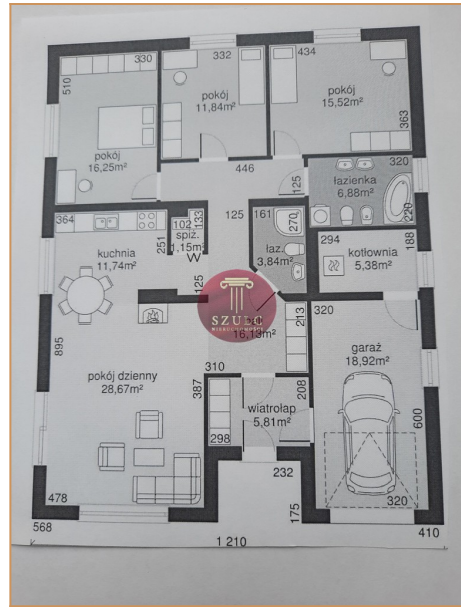 330
332
434
510
pokój
11,84m²
pokój
15,52m²
363
pokój
16,25m²
446
125
320
łazienka
6,88m²
220
364
102
133
spiż.
1,15m²
251
125
161
270
łaz.
3,84m²
294
188
kotłownia
5,38m²
kuchnia
11,74m²
125
SZUBA
NIERUCHOMOŚCI
16,13m²
213
320
garaż
18,92m²
895
310
pokój dzienny
28,67m²
387
208
wiatrołap
5,81m²
600
298
232
478
175
320
568
410
1 210